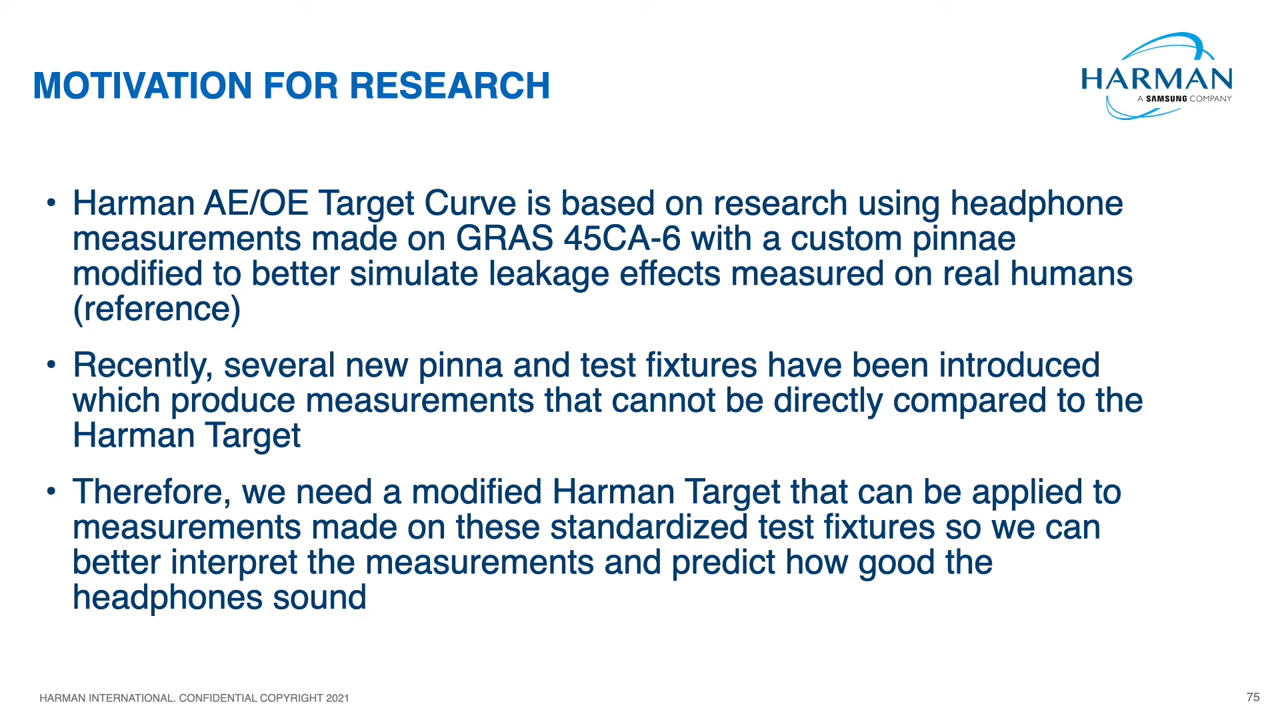 MOTIVATION FOR RESEARCH
HARMAN
A SAMSUNG COMPANY
• Harman AE/OE Target Curve is based on research using headphone
measurements made on GRAS 45CA-6 with a custom pinnae
modified to better simulate leakage effects measured on real humans
(reference)
• Recently, several new pinna and test fixtures have been introduced
which produce measurements that cannot be directly compared to the
Harman Target
• Therefore, we need a modified Harman Target that can be applied to
measurements made on these standardized test fixtures so we can
better interpret the measurements and predict how good the
headphones sound
HARMAN INTERNATIONAL. CONFIDENTIAL COPYRIGHT 2021
75